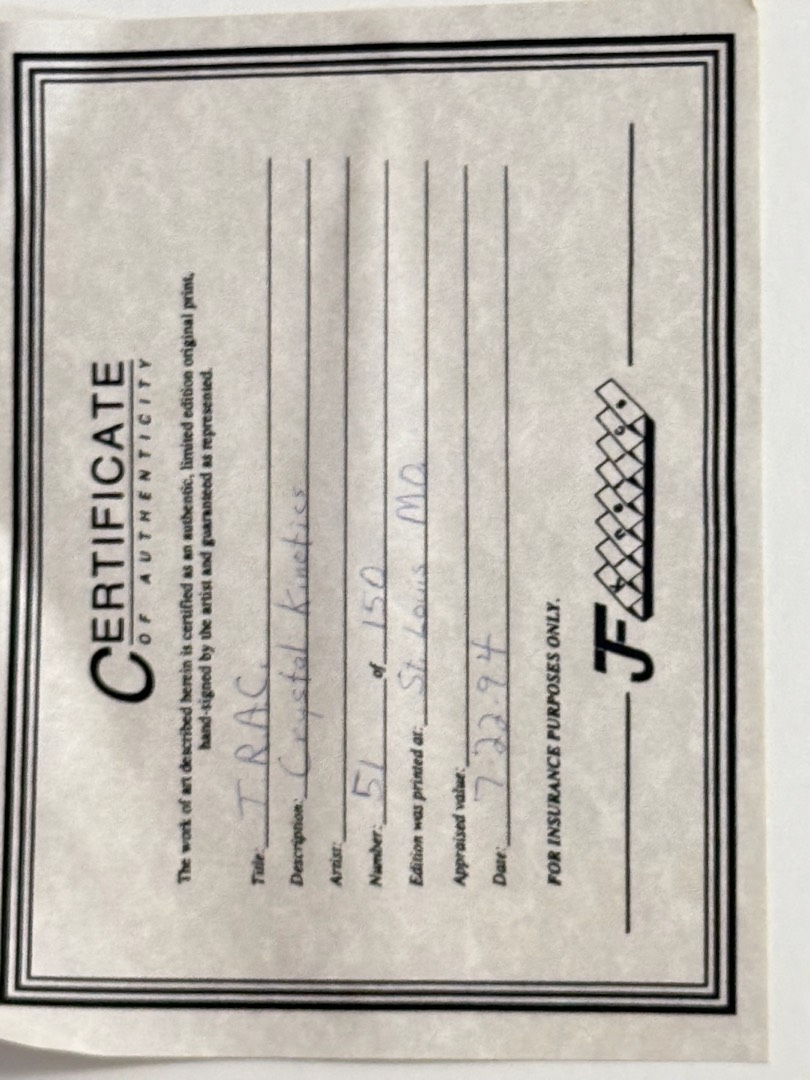 CERTIFICATE
OF AUTHENTICITY
The work of art described herein is certified as an authentic, limited edition original print,
hand-signed by the artist and guaranteed as represented.
Title: T.R.A.C.
Description: Crystal Kinetics
Artist:
Number: 51 of 150
Edition was printed at: St. Louis MO
Appraised value:
Date: 7-22-94
FOR INSURANCE PURPOSES ONLY.
JF